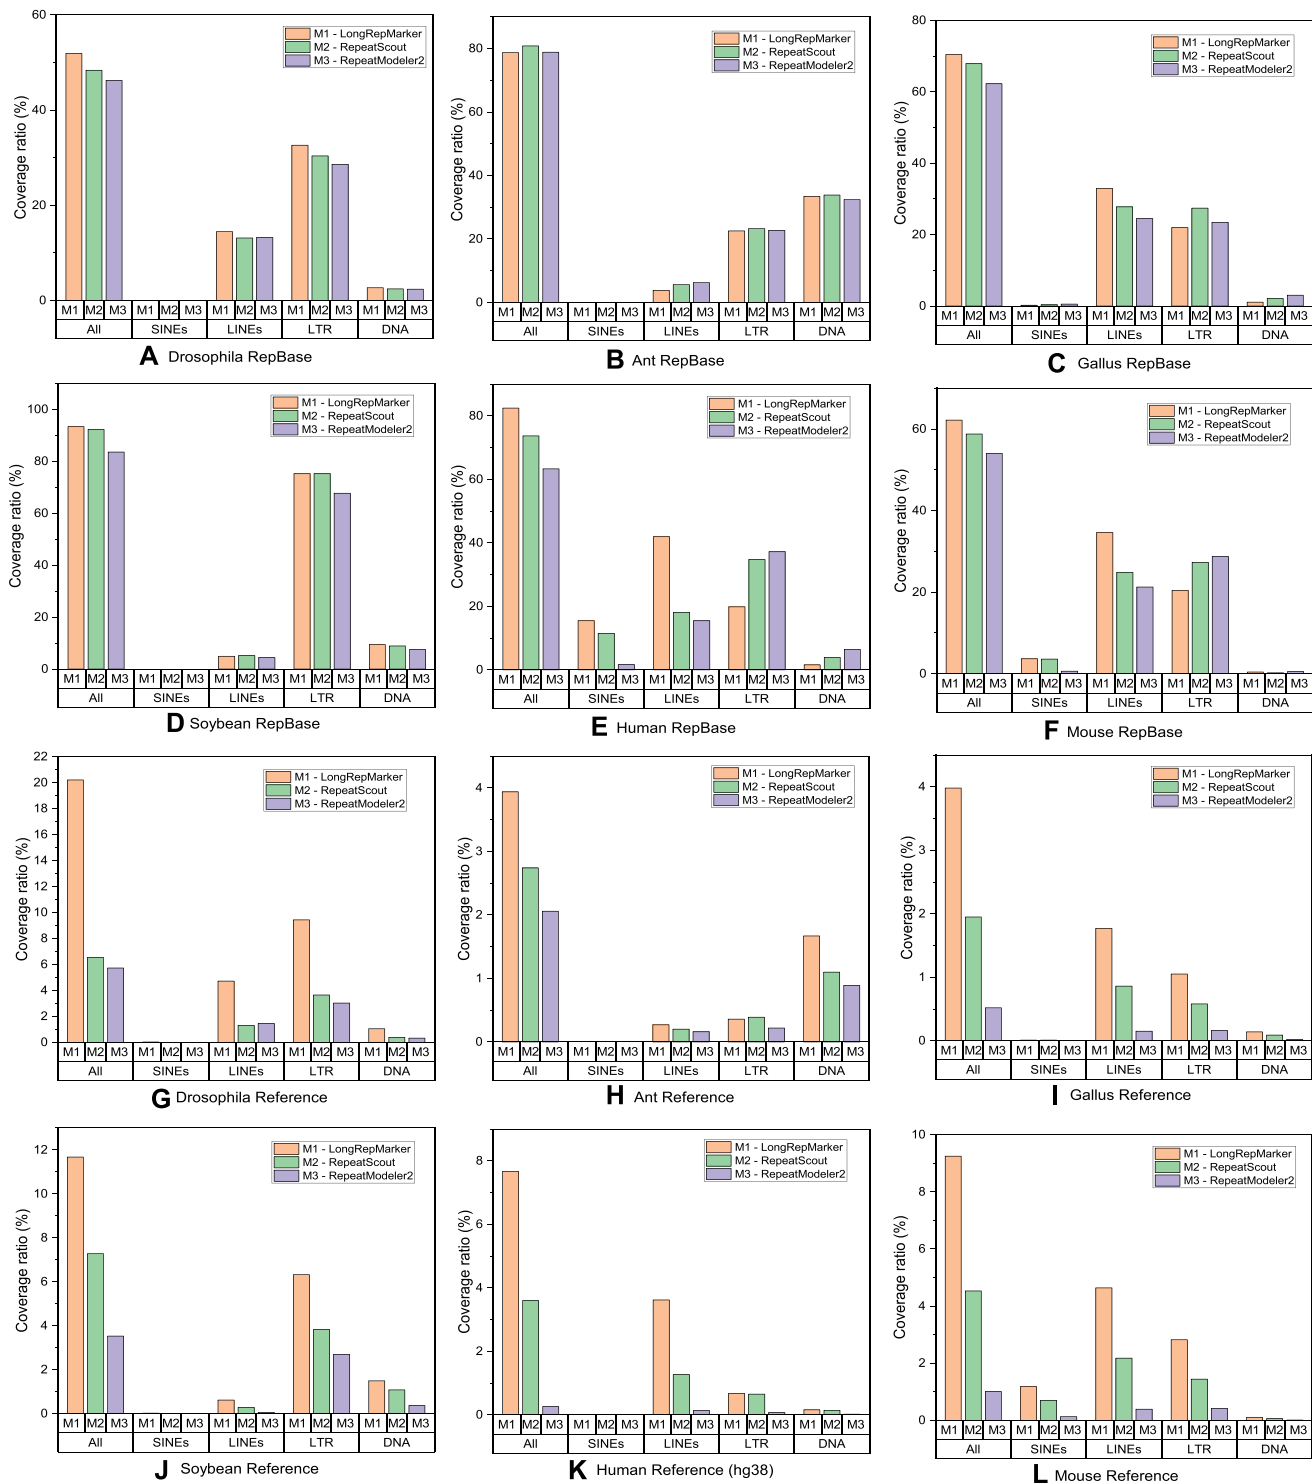 60
40
20
0
Coverage ratio (%)
M1 - LongRepMarker
M2 - RepeatScout
M3 - RepeatModeler2
M1 M2 M3 M1 M2 M3 M1 M2 M3 M1 M2 M3 M1 M2 M3
All SINEs LINEs LTR DNA
A Drosophila RepBase
80
60
40
20
0
Coverage ratio (%)
M1 - LongRepMarker
M2 - RepeatScout
M3 - RepeatModeler2
M1 M2 M3 M1 M2 M3 M1 M2 M3 M1 M2 M3 M1 M2 M3
All SINEs LINEs LTR DNA
B Ant RepBase
80
60
40
20
0
Coverage ratio (%)
M1 - LongRepMarker
M2 - RepeatScout
M3 - RepeatModeler2
M1 M2 M3 M1 M2 M3 M1 M2 M3 M1 M2 M3 M1 M2 M3
All SINEs LINEs LTR DNA
C Gallus RepBase
100
80
60
40
20
0
Coverage ratio (%)
M1 - LongRepMarker
M2 - RepeatScout
M3 - RepeatModeler2
M1 M2 M3 M1 M2 M3 M1 M2 M3 M1 M2 M3 M1 M2 M3
All SINEs LINEs LTR DNA
D Soybean RepBase
80
60
40
20
0
Coverage ratio (%)
M1 - LongRepMarker
M2 - RepeatScout
M3 - RepeatModeler2
M1 M2 M3 M1 M2 M3 M1 M2 M3 M1 M2 M3 M1 M2 M3
All SINEs LINEs LTR DNA
E Human RepBase
60
40
20
0
Coverage ratio (%)
M1 - LongRepMarker
M2 - RepeatScout
M3 - RepeatModeler2
M1 M2 M3 M1 M2 M3 M1 M2 M3 M1 M2 M3 M1 M2 M3
All SINEs LINEs LTR DNA
F Mouse RepBase
22
20
18
16
14
12
10
8
6
4
2
0
Coverage ratio (%)
M1 - LongRepMarker
M2 - RepeatScout
M3 - RepeatModeler2
M1 M2 M3 M1 M2 M3 M1 M2 M3 M1 M2 M3 M1 M2 M3
All SINEs LINEs LTR DNA
G Drosophila Reference
4
3
2
1
0
Coverage ratio (%)
M1 - LongRepMarker
M2 - RepeatScout
M3 - RepeatModeler2
M1 M2 M3 M1 M2 M3 M1 M2 M3 M1 M2 M3 M1 M2 M3
All SINEs LINEs LTR DNA
H Ant Reference
4
3
2
1
0
Coverage ratio (%)
M1 - LongRepMarker
M2 - RepeatScout
M3 - RepeatModeler2
M1 M2 M3 M1 M2 M3 M1 M2 M3 M1 M2 M3 M1 M2 M3
All SINEs LINEs LTR DNA
I Gallus Reference
12
10
8
6
4
2
0
Coverage ratio (%)
M1 - LongRepMarker
M2 - RepeatScout
M3 - RepeatModeler2
M1 M2 M3 M1 M2 M3 M1 M2 M3 M1 M2 M3 M1 M2 M3
All SINEs LINEs LTR DNA
J Soybean Reference
8
6
4
2
0
Coverage ratio (%)
M1 - LongRepMarker
M2 - RepeatScout
M3 - RepeatModeler2
M1 M2 M3 M1 M2 M3 M1 M2 M3 M1 M2 M3 M1 M2 M3
All SINEs LINEs LTR DNA
K Human Reference (hg38)
10
8
6
4
2
0
Coverage ratio (%)
M1 - LongRepMarker
M2 - RepeatScout
M3 - RepeatModeler2
M1 M2 M3 M1 M2 M3 M1 M2 M3 M1 M2 M3 M1 M2 M3
All SINEs LINEs LTR DNA
L Mouse Reference